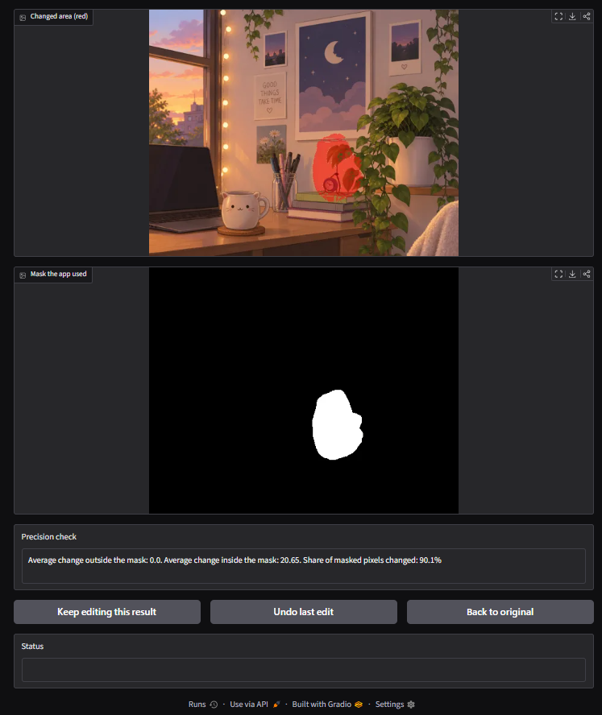 Changed area (red)
GOOD
THINGS
THIS TIME
Mask the app used
Precision check
Average change outside the mask: 0.0. Average change inside the mask: 20.65. Share of masked pixels changed: 90.1%
Keep editing this result
Undo last edit
Back to original
Status
Runs · Use via API · Built with Gradio · Settings